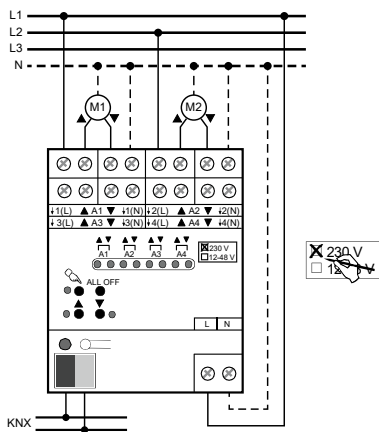 L1
L2
L3
N
M1 M2
1(L) A1 1(N) 2(L) A2 2(N)
3(L) A3 3(N) 4(L) A4 4(N)
A1 A2 A3 A4
230 V
12-48 V
ALL OFF
L N
KNX
230 V